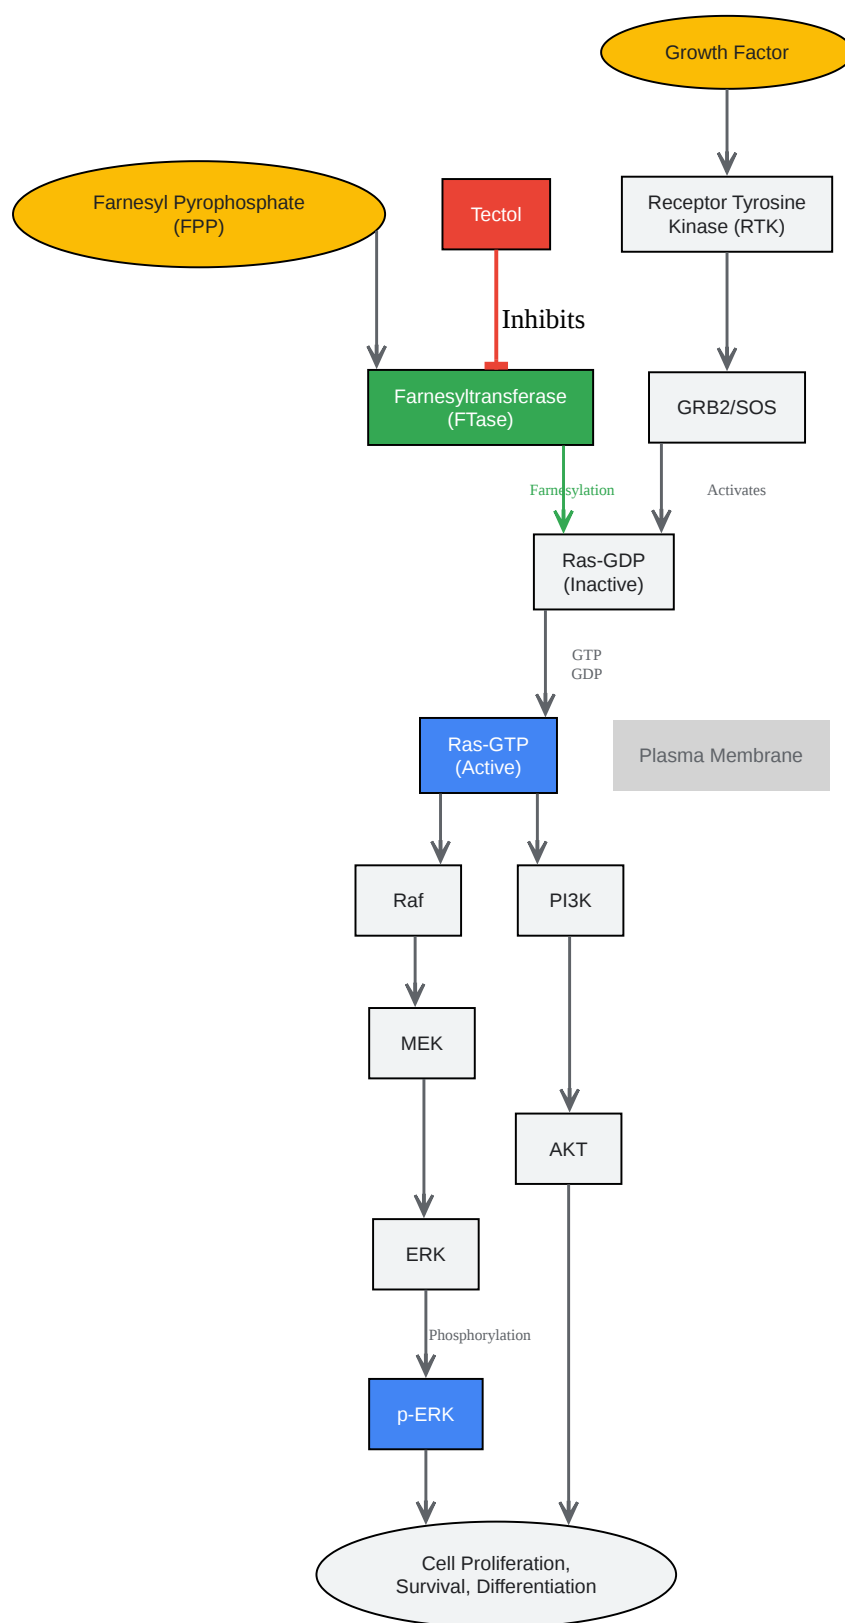 Growth Factor
Farnesyl Pyrophosphate
(FPP)
Tectol
Receptor Tyrosine
Kinase (RTK)
Inhibits
Farnesyltransferase
(FTase)
GRB2/SOS
Farnesylation
Activates
Ras-GDP
(Inactive)
GTP
GDP
Ras-GTP
(Active)
Plasma Membrane
Raf
PI3K
MEK
AKT
ERK
Phosphorylation
p-ERK
Cell Proliferation,
Survival, Differentiation